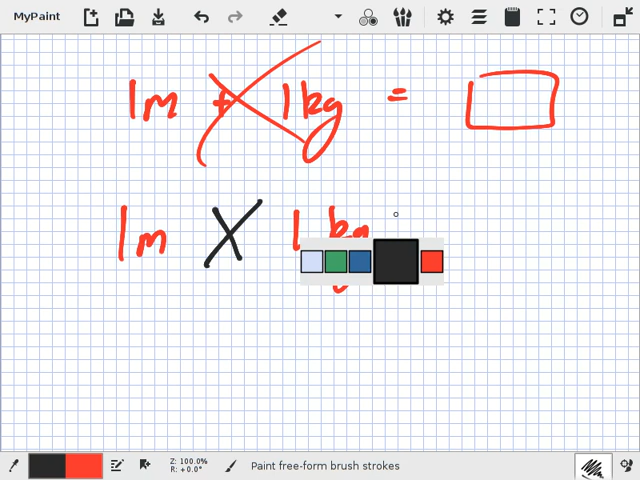 MyPaint
1m + 1kg =
1m X 1kg
Z: 100.0%
R: +0.0°
Paint free-form brush strokes